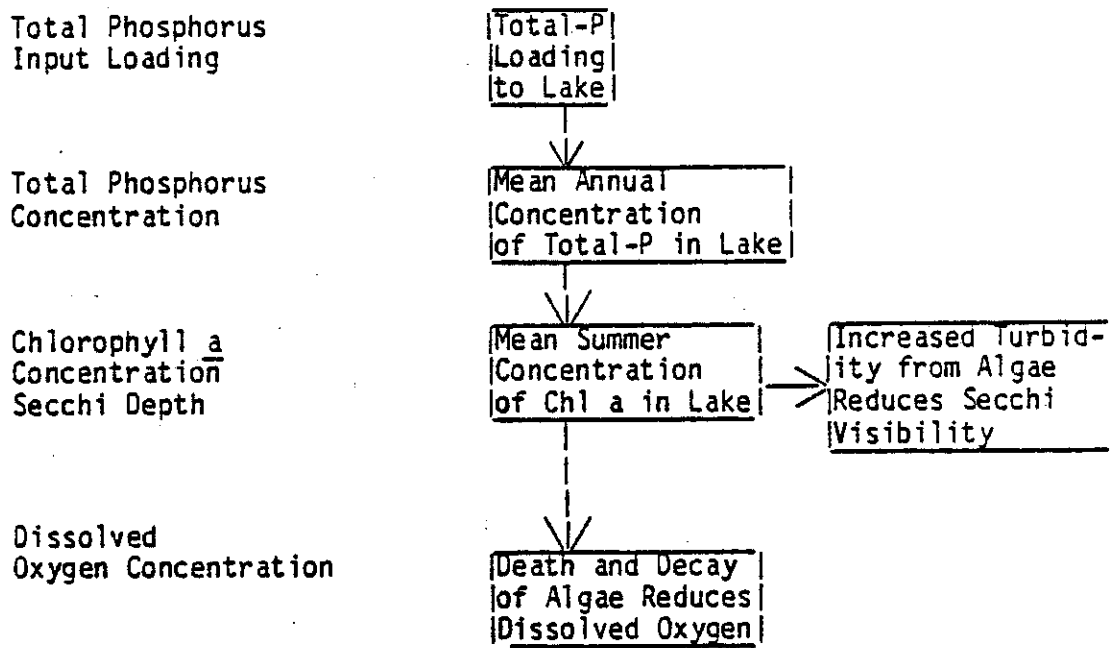 Total Phosphorus
Input Loading
Total-P
Loading
to Lake
Total Phosphorus
Concentration
Mean Annual
Concentration
of Total-P in Lake
Chlorophyll a
Concentration
Secchi Depth
Mean Summer
Concentration
of Chl a in Lake
Increased Turbid-
ity from Algae
Reduces Secchi
Visibility
Dissolved
Oxygen Concentration
Death and Decay
of Algae Reduces
Dissolved Oxygen